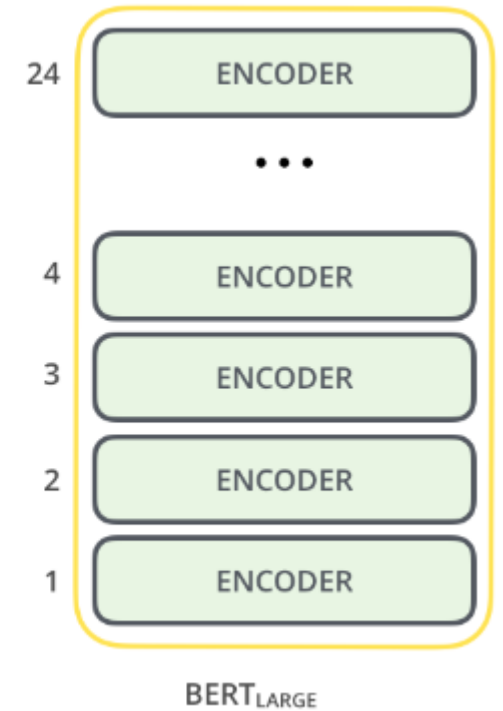 24 ENCODER
...
4 ENCODER
3 ENCODER
2 ENCODER
1 ENCODER
BERTLARGE